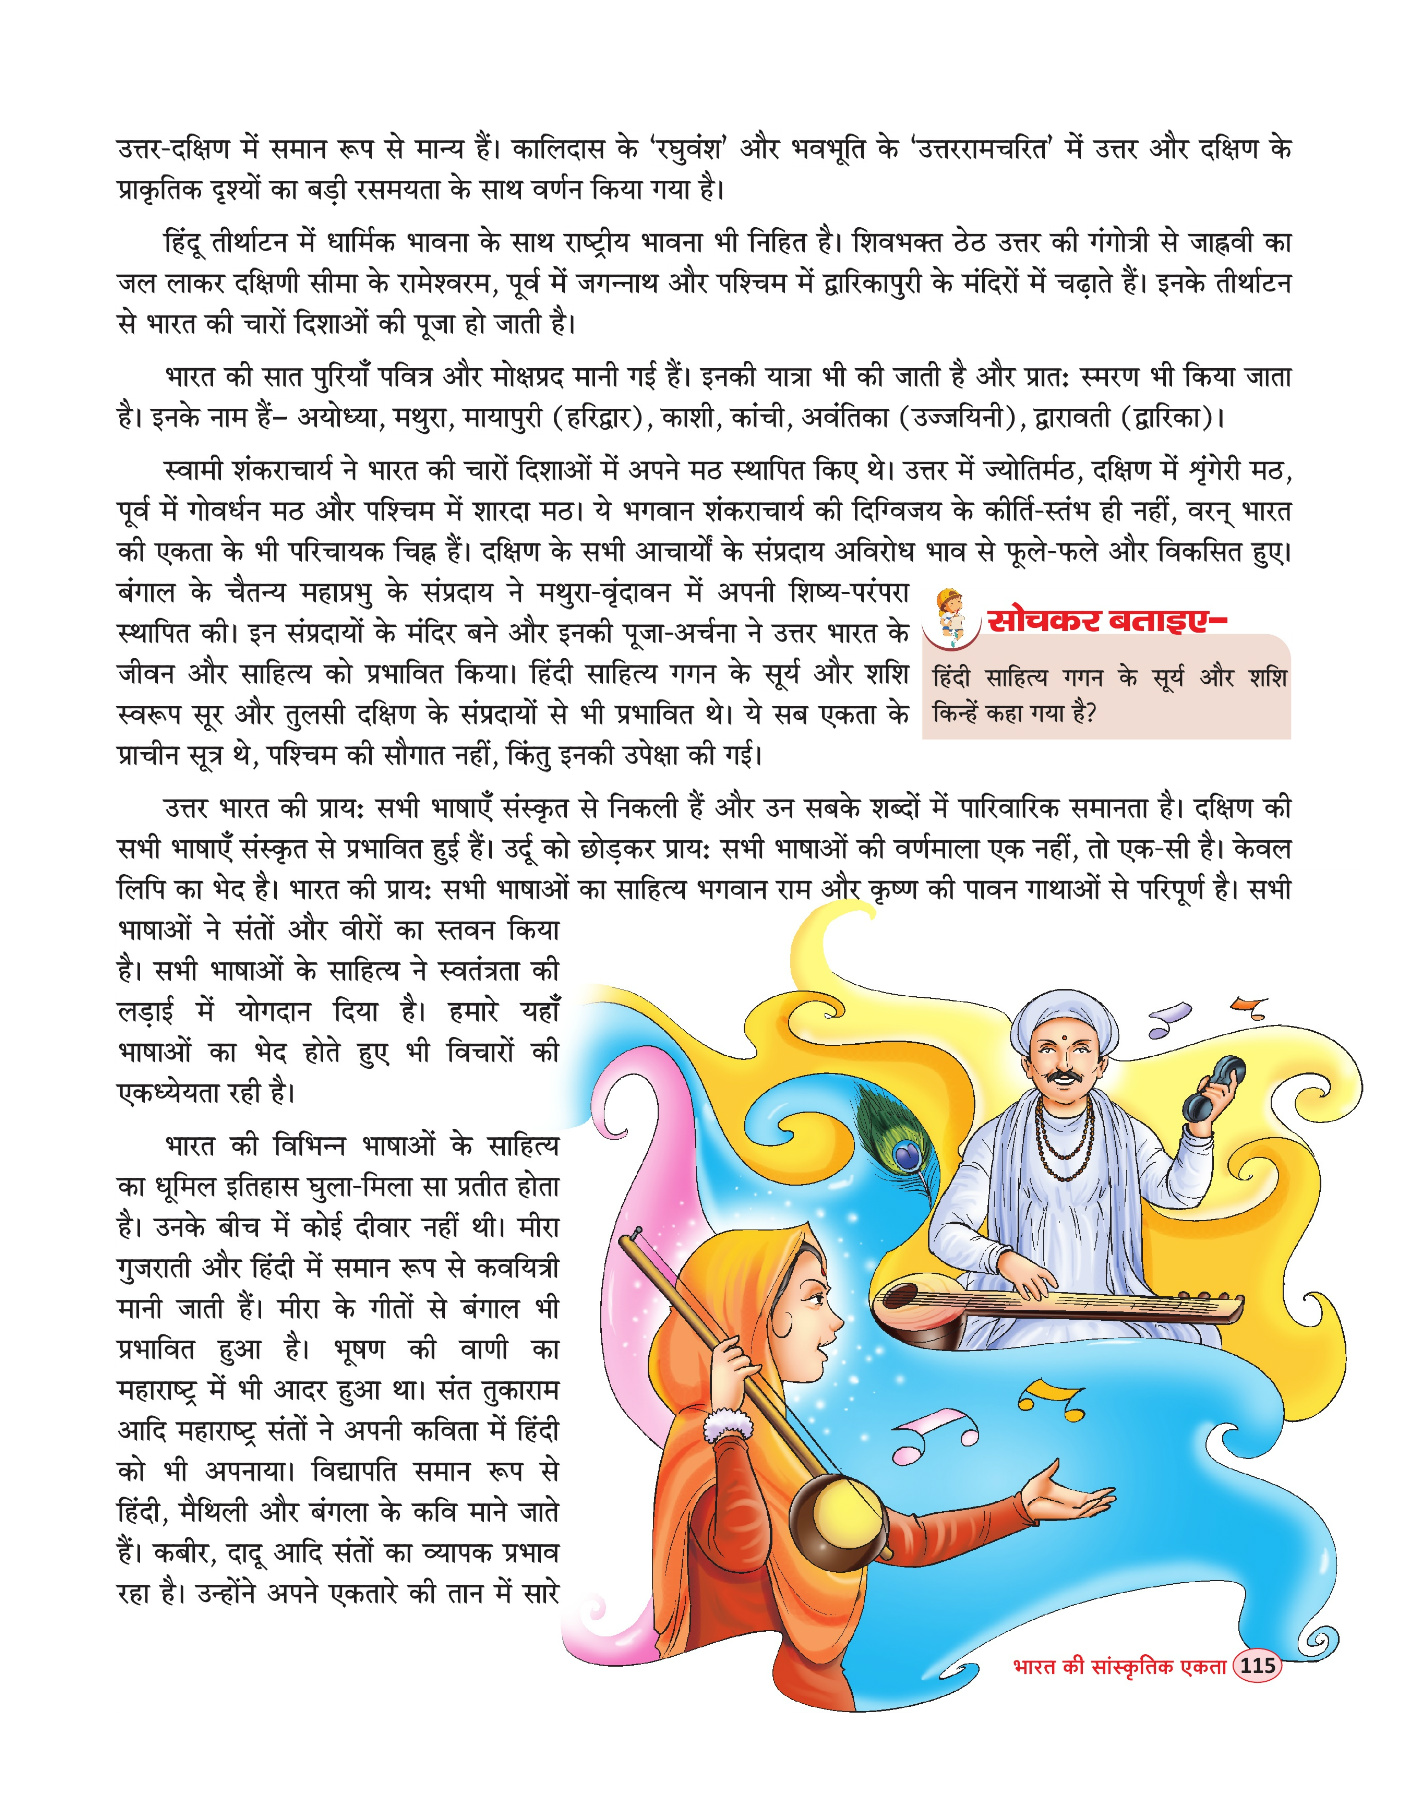 उत्तर-दक्षिण में समान रूप से मान्य हैं। कालिदास के ‘रघुवंश’ और भवभूति के ‘उत्तररामचरित’ में उत्तर और दक्षिण के
प्राकृतिक दृश्यों का बड़ी रसमयता के साथ वर्णन किया गया है।
हिंदू तीर्थाटन में धार्मिक भावना के साथ राष्ट्रीय भावना भी निहित है। शिवभक्त ठेठ उत्तर की गंगोत्री से जाह्नवी का
जल लाकर दक्षिणी सीमा के रामेश्वरम, पूर्व में जगन्नाथ और पश्चिम में द्वारिकापुरी के मंदिरों में चढ़ाते हैं। इनके तीर्थाटन
से भारत की चारों दिशाओं की पूजा हो जाती है।
भारत की सात पुरियाँ पवित्र और मोक्षप्रद मानी गई हैं। इनकी यात्रा भी की जाती है और प्रातः स्मरण भी किया जाता
है। इनके नाम हैं– अयोध्या, मथुरा, मायापुरी (हरिद्वार), काशी, कांची, अवंतिका (उज्जयिनी), द्वारावती (द्वारिका)।
स्वामी शंकराचार्य ने भारत की चारों दिशाओं में अपने मठ स्थापित किए थे। उत्तर में ज्योतिर्मठ, दक्षिण में शृंगेरी मठ,
पूर्व में गोवर्धन मठ और पश्चिम में शारदा मठ। ये भगवान शंकराचार्य की दिग्विजय के कीर्ति-स्तंभ ही नहीं, वरन् भारत
की एकता के भी परिचायक चिह्न हैं। दक्षिण के सभी आचार्यों के संप्रदाय अविरोध भाव से फूले-फले और विकसित हुए।
बंगाल के चैतन्य महाप्रभु के संप्रदाय ने मथुरा-वृंदावन में अपनी शिष्य-परंपरा
स्थापित की। इन संप्रदायों के मंदिर बने और इनकी पूजा-अर्चना ने उत्तर भारत के
जीवन और साहित्य को प्रभावित किया। हिंदी साहित्य गगन के सूर्य और शशि
स्वरूप सूर और तुलसी दक्षिण के संप्रदायों से भी प्रभावित थे। ये सब एकता के
प्राचीन सूत्र थे, पश्चिम की सौगात नहीं, किंतु इनकी उपेक्षा की गई।
सोचकर बताइए–
हिंदी साहित्य गगन के सूर्य और शशि
किन्हें कहा गया है?
उत्तर भारत की प्रायः सभी भाषाएँ संस्कृत से निकली हैं और उन सबके शब्दों में पारिवारिक समानता है। दक्षिण की
सभी भाषाएँ संस्कृत से प्रभावित हुई हैं। उर्दू को छोड़कर प्रायः सभी भाषाओं की वर्णमाला एक नहीं, तो एक-सी है। केवल
लिपि का भेद है। भारत की प्रायः सभी भाषाओं का साहित्य भगवान राम और कृष्ण की पावन गाथाओं से परिपूर्ण है। सभी
भाषाओं ने संतों और वीरों का स्तवन किया
है। सभी भाषाओं के साहित्य ने स्वतंत्रता की
लड़ाई में योगदान दिया है। हमारे यहाँ
भाषाओं का भेद होते हुए भी विचारों की
एकध्येयता रही है।
भारत की विभिन्न भाषाओं के साहित्य
का धूमिल इतिहास घुला-मिला सा प्रतीत होता
है। उनके बीच में कोई दीवार नहीं थी। मीरा
गुजराती और हिंदी में समान रूप से कवयित्री
मानी जाती हैं। मीरा के गीतों से बंगाल भी
प्रभावित हुआ है। भूषण की वाणी का
महाराष्ट्र में भी आदर हुआ था। संत तुकाराम
आदि महाराष्ट्र संतों ने अपनी कविता में हिंदी
को भी अपनाया। विद्यापति समान रूप से
हिंदी, मैथिली और बंगला के कवि माने जाते
हैं। कबीर, दादू आदि संतों का व्यापक प्रभाव
रहा है। उन्होंने अपने एकतारे की तान में सारे
भारत की सांस्कृतिक एकता 115